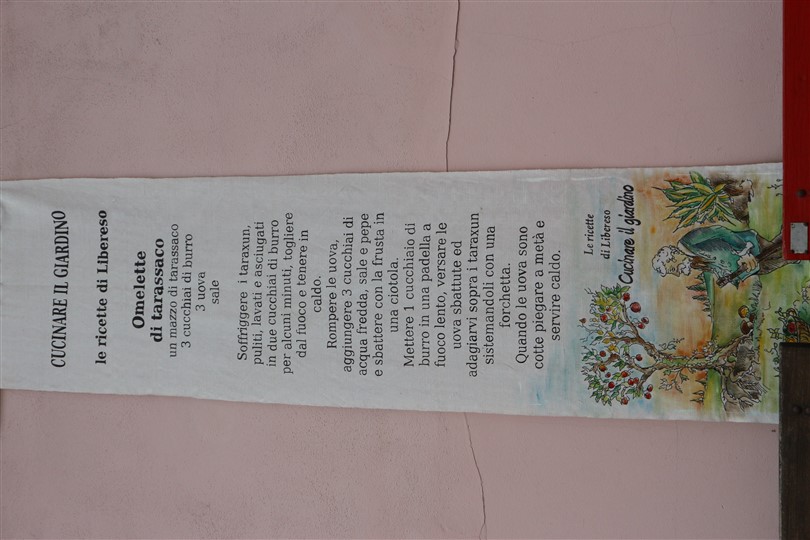 CUCINARE IL GIARDINO
le ricette di Libereso
Omelette
di tarassaco
un mazzo di tarassaco
3 cucchai di burro
3 uova
sale
Soffriggere i taraxun,
puliti, lavati e asciugati
in due cucchiai di burro
per alcuni minuti, togliere
dal fuoco e tenere in
caldo.
Rompere le uova,
aggiungere 3 cucchiai di
acqua fredda, sale e pepe
e sbattere con la frusta in
una ciotola.
Mettere 1 cucchiaio di
burro in una padella a
fuoco lento, versare le
uova sbattute ed
adagiarvi sopra i taraxun
sistemandoli con una
forchetta.
Quando le uova sono
cotte piegare a metà e
servire caldo.
Le ricette
di Libereso
Cucinare il giardino